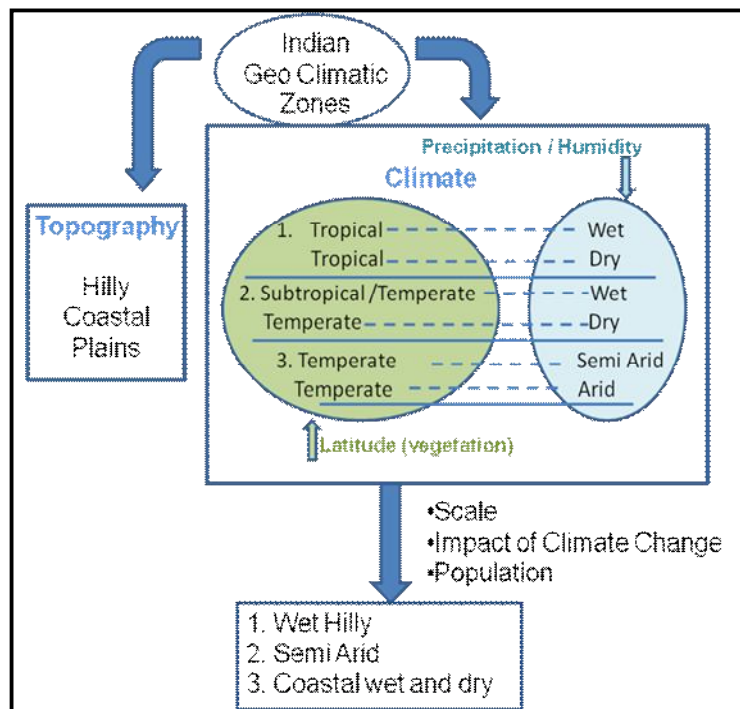 Indian
Geo Climatic
Zones
Precipitation / Humidity
Climate
Topography
Hilly
Coastal
Plains
1. Tropical Wet
Tropical Dry
2. Subtropical /Temperate Wet
Temperate Dry
3. Temperate Semi Arid
Temperate Arid
Latitude (vegetation)
•Scale
•Impact of Climate Change
•Population
1. Wet Hilly
2. Semi Arid
3. Coastal wet and dry